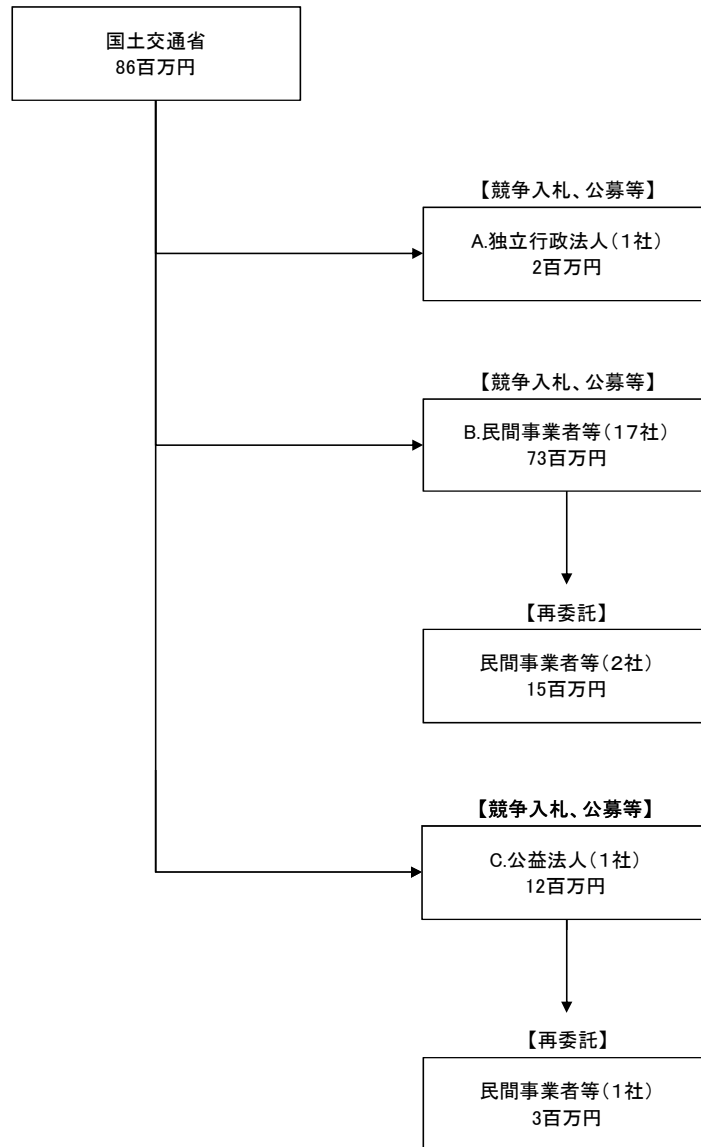 国土交通省
86百万円
【競争入札、公募等】
A.独立行政法人(1社)
2百万円
【競争入札、公募等】
B.民間事業者等(17社)
73百万円
【再委託】
民間事業者等(2社)
15百万円
【競争入札、公募等】
C.公益法人(1社)
12百万円
【再委託】
民間事業者等(1社)
3百万円